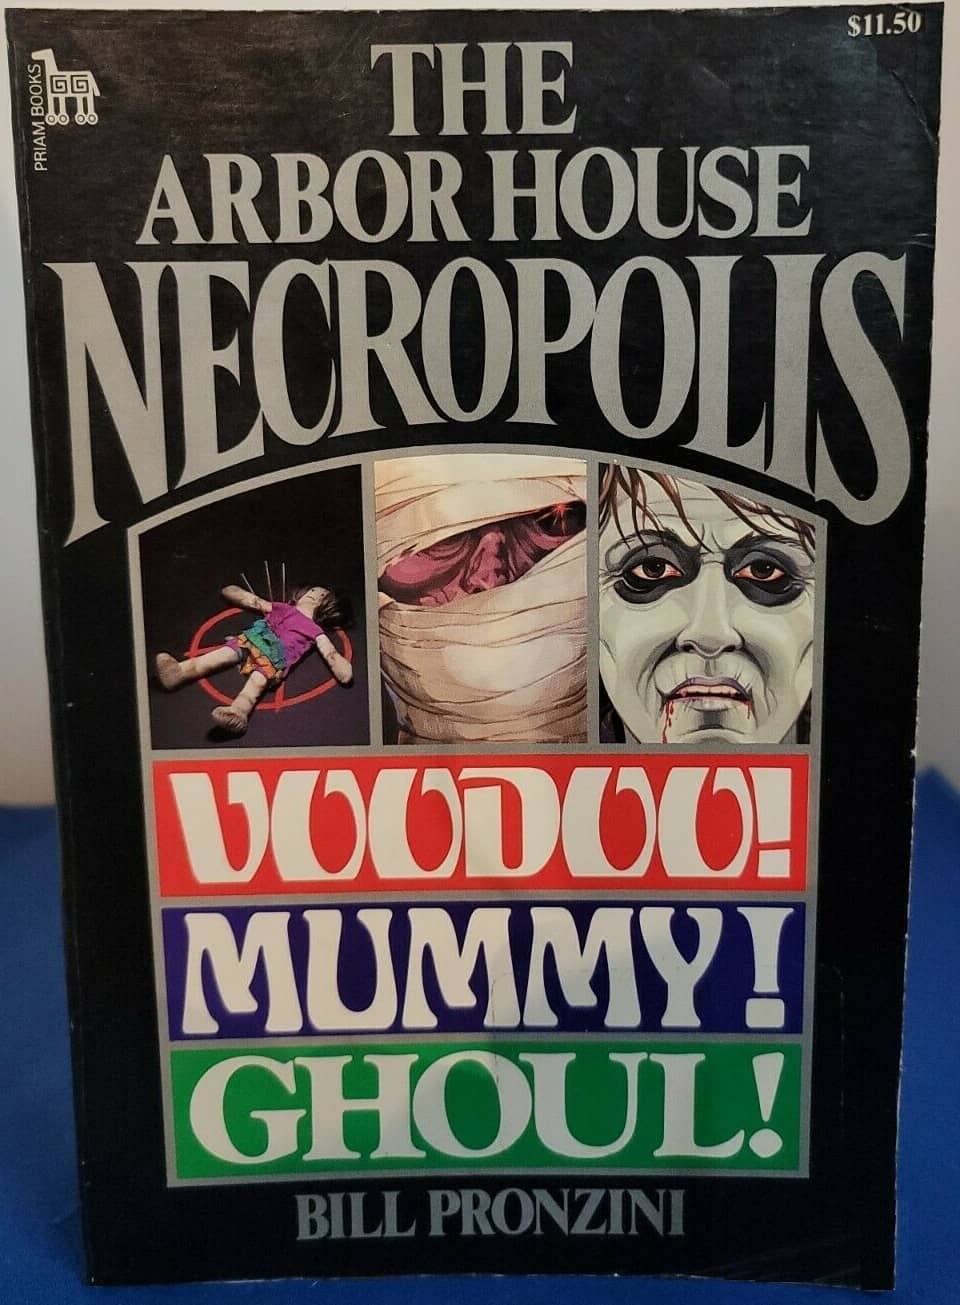 $11.50
PRIAM BOOKS
THE
ARBOR HOUSE
NECROPOLIS
VOODOO!
MUMMY!
GHOUL!
BILL PRONZINI